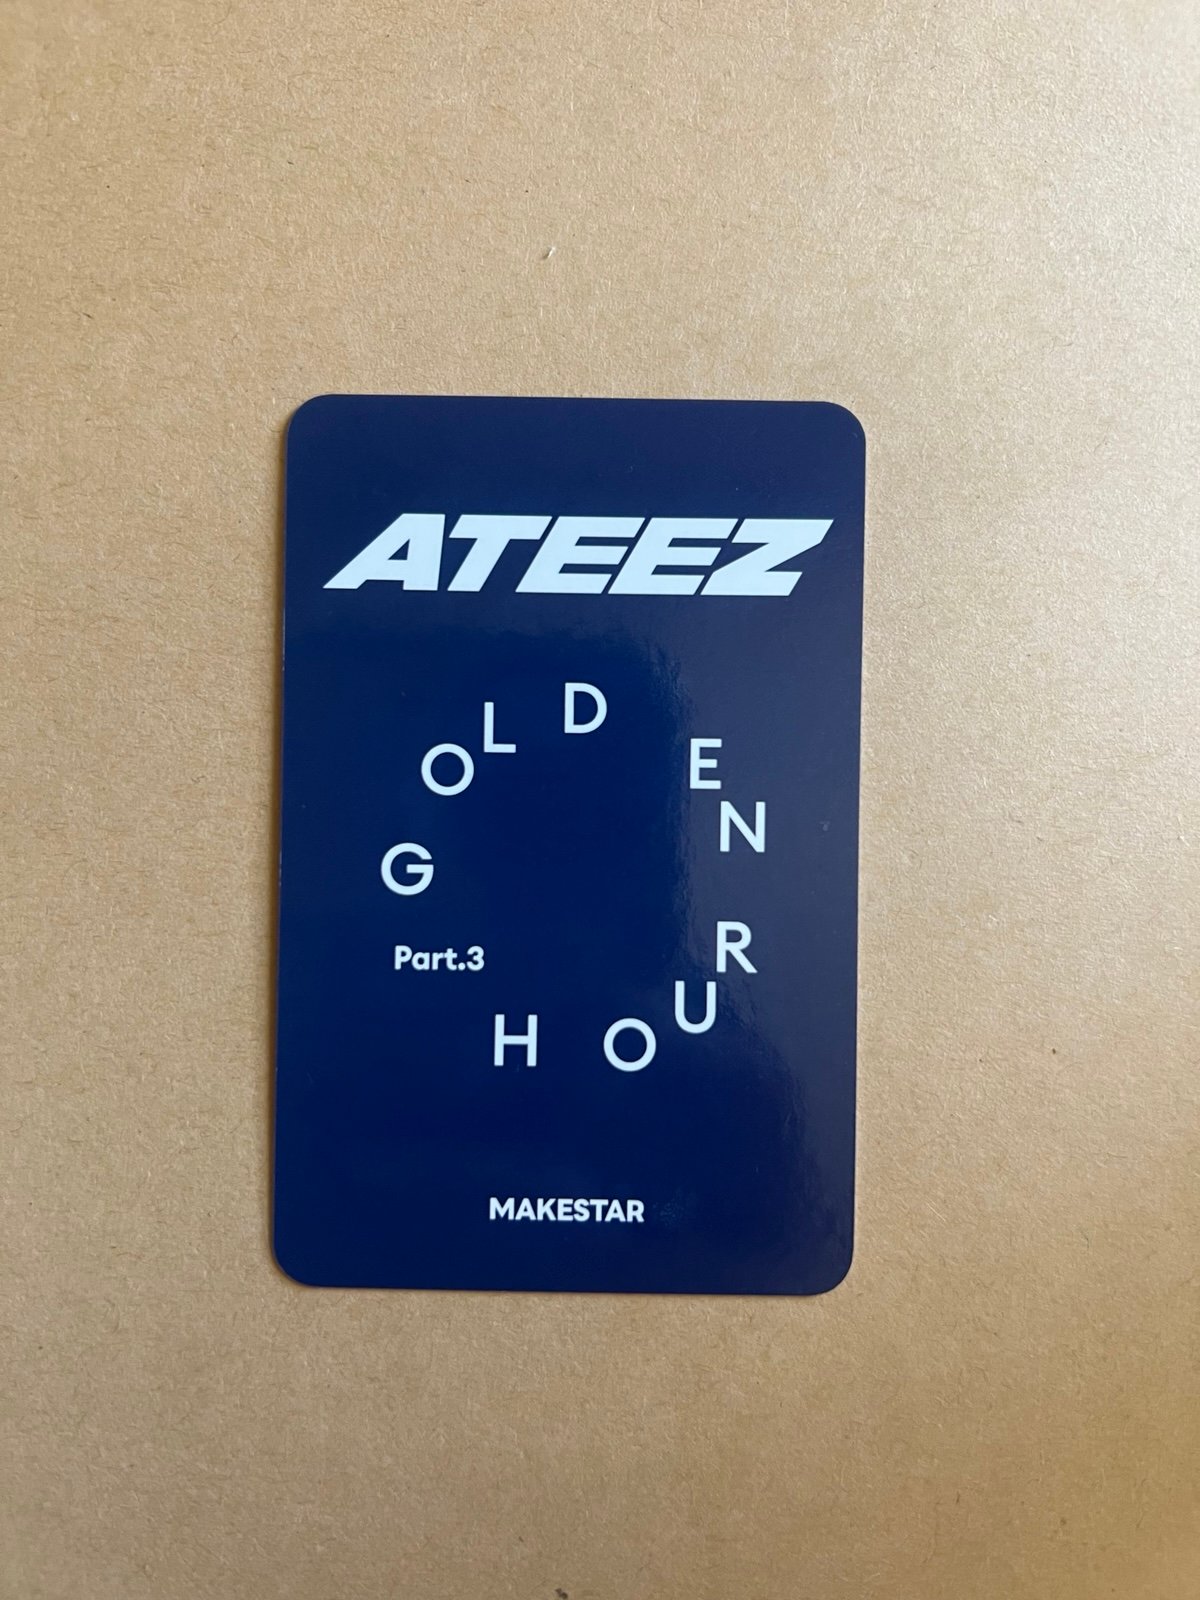 ATEEZ
GOLDEN
HOUR
Part.3
MAKESTAR